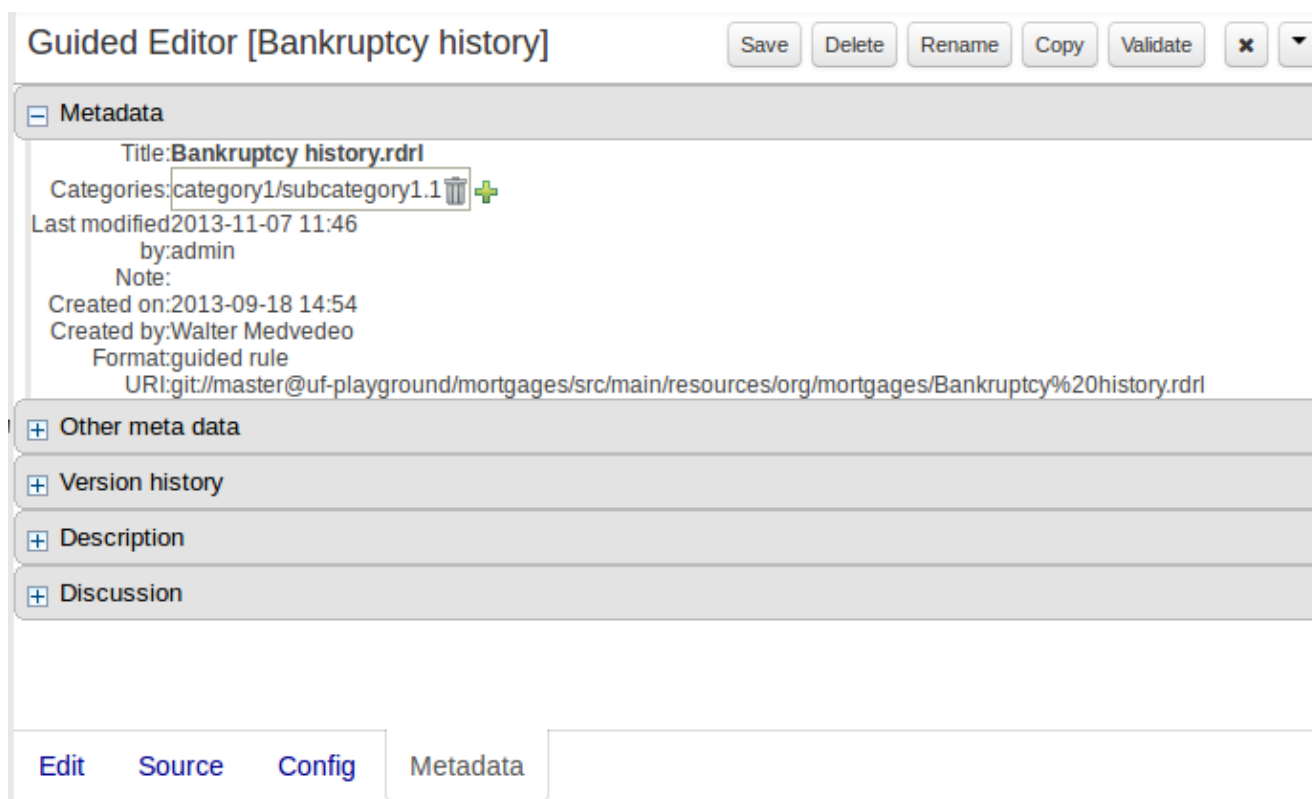 Guided Editor [Bankruptcy history] Save Delete Rename Copy Validate
Metadata
Title:Bankruptcy history.rdrl
Categories:category1/subcategory1.1
Last modified2013-11-07 11:46
by:admin
Note:
Created on:2013-09-18 14:54
Created by:Walter Medvedeo
Format:guided rule
URI:git://master@uf-playground/mortgages/src/main/resources/org/mortgages/Bankruptcy%20history.rdrl
Other meta data
Version history
Description
Discussion
Edit Source Config Metadata